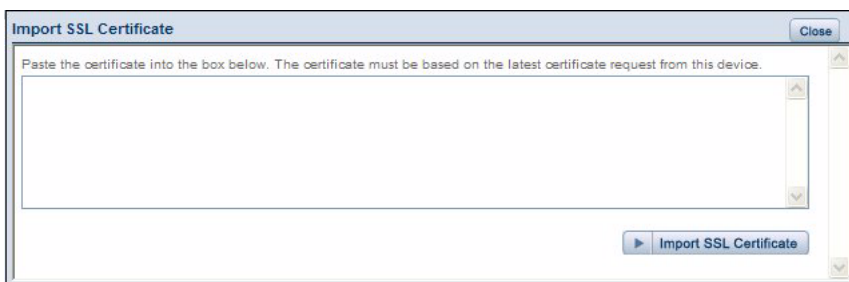 Import SSL Certificate
Close
Paste the certificate into the box below. The certificate must be based on the latest certificate request from this device.
Import SSL Certificate